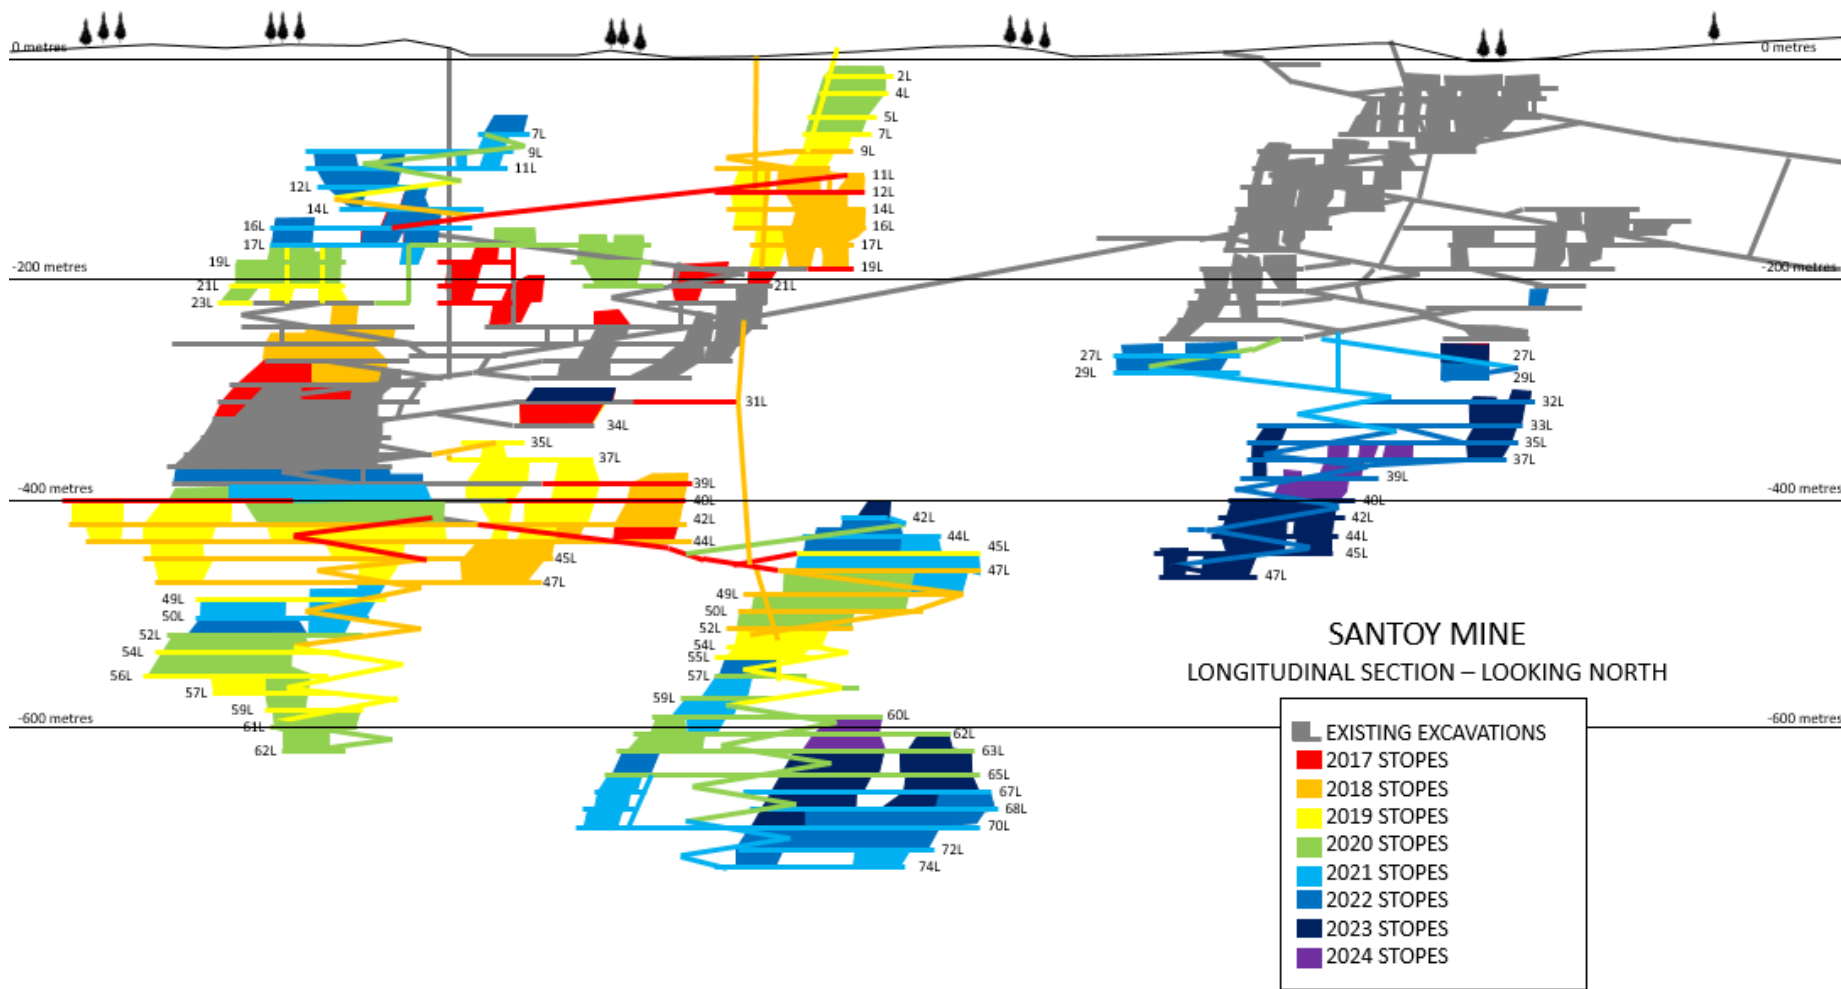 0 metres
0 metres
2L
4L
5L
7L
7L
9L
9L
11L
11L
12L
12L
14L
14L
16L
16L
17L
17L
19L
19L
-200 metres
-200 metres
21L
21L
23L
27L
27L
29L
29L
31L
32L
34L
33L
35L
35L
37L
37L
39L
39L
-400 metres
-400 metres
40L
40L
42L
42L
42L
44L
44L
44L
45L
45L
45L
47L
47L
47L
49L
49L
50L
50L
52L
52L
54L
54L
55L
56L
57L
57L
59L
59L
60L
-600 metres
-600 metres
61L
62L
62L
63L
65L
67L
68L
70L
72L
74L
SANTOY MINE
LONGITUDINAL SECTION – LOOKING NORTH
EXISTING EXCAVATIONS
2017 STOPES
2018 STOPES
2019 STOPES
2020 STOPES
2021 STOPES
2022 STOPES
2023 STOPES
2024 STOPES